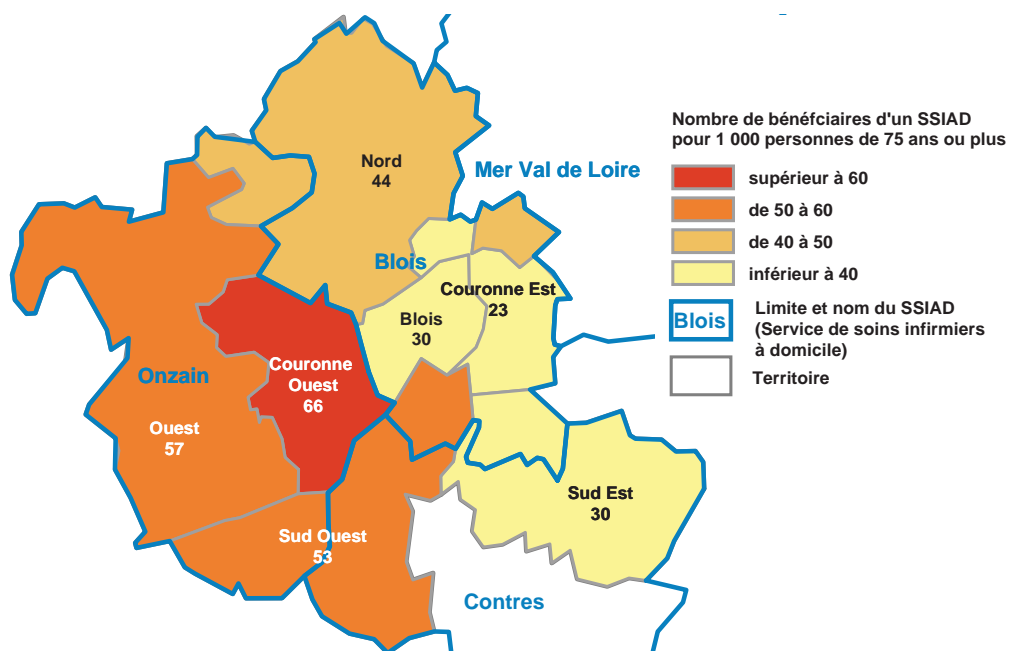 Nombre de bénéfciaires d'un SSIAD
pour 1 000 personnes de 75 ans ou plus
supérieur à 60
de 50 à 60
de 40 à 50
inférieur à 40
Blois
Limite et nom du SSIAD
(Service de soins infirmiers
à domicile)
Territoire
Nord
44
Mer Val de Loire
Blois
Couronne Est
23
Blois
30
Couronne
Ouest
66
Onzain
Ouest
57
Sud Est
30
Sud Ouest
53
Contres